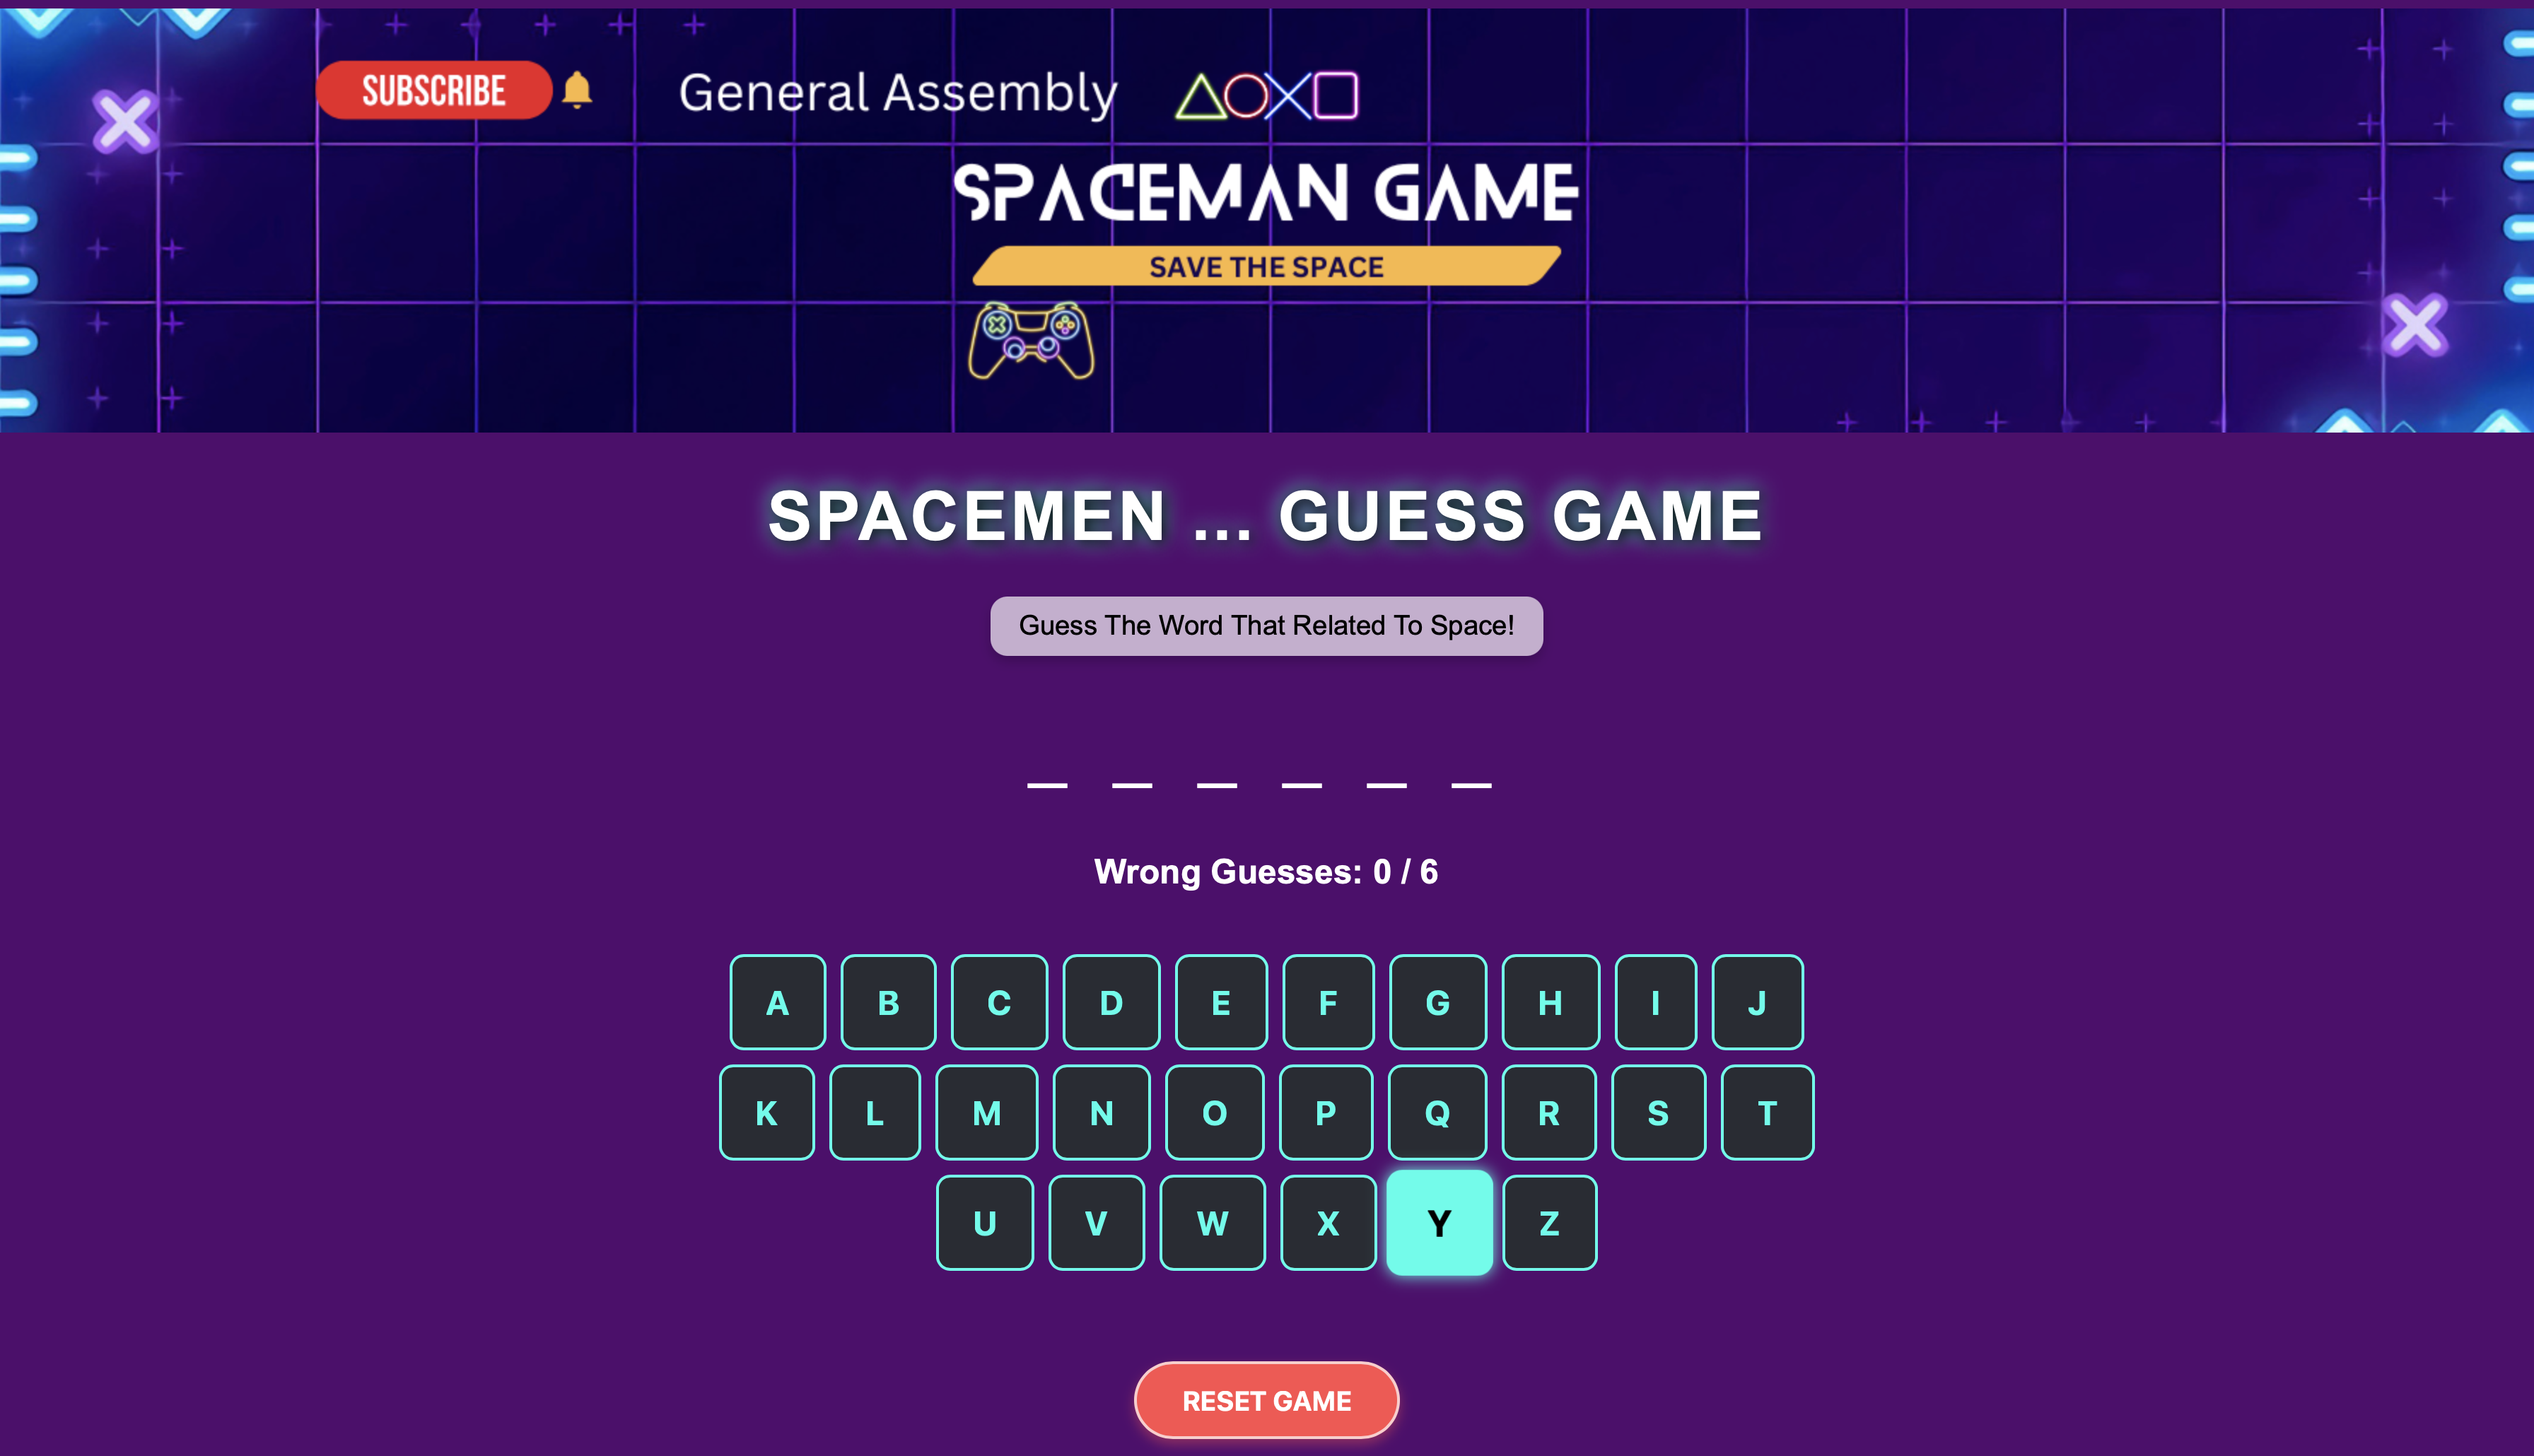 SUBSCRIBE General Assembly
SPACEMAN GAME
SAVE THE SPACE
SPACEMEN ... GUESS GAME
Guess The Word That Related To Space!
_ _ _ _ _ _
Wrong Guesses: 0 / 6
A B C D E F G H I J
K L M N O P Q R S T
U V W X Y Z
RESET GAME